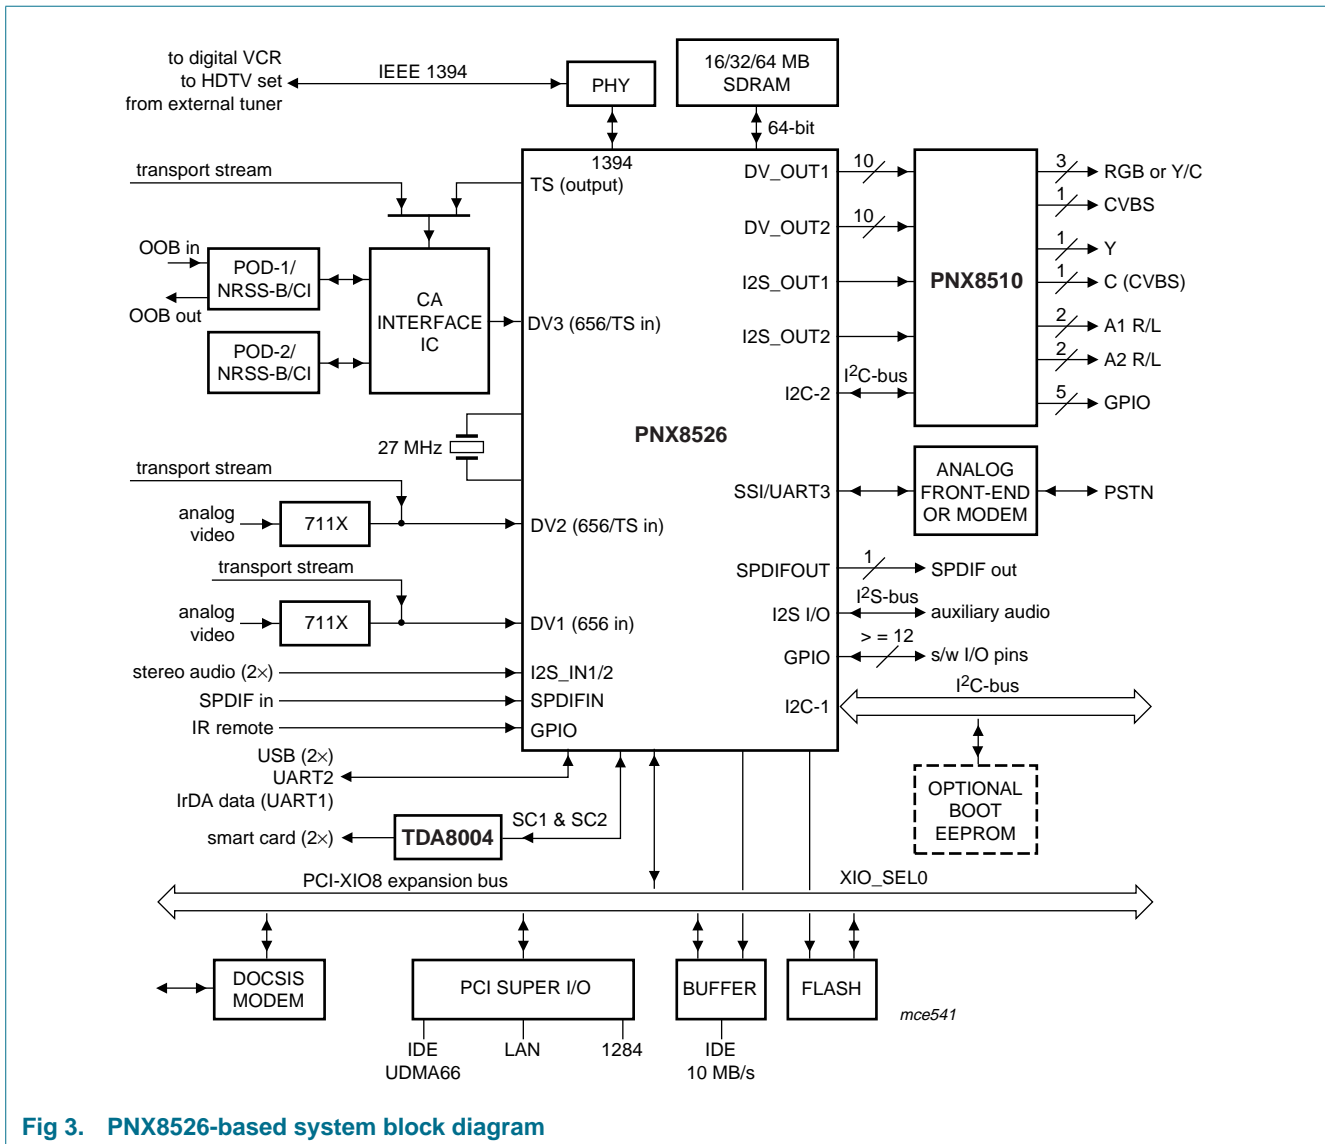 to digital VCR
to HDTV set
from external tuner
IEEE 1394
PHY
16/32/64 MB
SDRAM
64-bit
transport stream
1394
TS (output)
DV_OUT1
10
3
RGB or Y/C
1
CVBS
DV_OUT2
10
1
Y
OOB in
POD-1/
NRSS-B/CI
OOB out
CA
INTERFACE
IC
I2S_OUT1
PNX8510
1
C (CVBS)
DV3 (656/TS in)
I2S_OUT2
2
A1 R/L
POD-2/
NRSS-B/CI
2
A2 R/L
I2C-2
I2C-bus
5
GPIO
PNX8526
27 MHz
transport stream
analog
video
711X
DV2 (656/TS in)
SSI/UART3
ANALOG
FRONT-END
OR MODEM
PSTN
transport stream
SPDIFOUT
1
SPDIF out
analog
video
711X
DV1 (656 in)
I2S I/O
I2S-bus
auxiliary audio
stereo audio (2×)
I2S_IN1/2
GPIO
> = 12
s/w I/O pins
SPDIF in
SPDIFIN
I2C-1
I2C-bus
IR remote
GPIO
USB (2×)
UART2
IrDA data (UART1)
OPTIONAL
BOOT
EEPROM
smart card (2×)
TDA8004
SC1 & SC2
PCI-XIO8 expansion bus
XIO_SEL0
DOCSIS
MODEM
PCI SUPER I/O
BUFFER
FLASH
mce541
IDE
UDMA66
LAN
1284
IDE
10 MB/s
Fig 3. PNX8526-based system block diagram